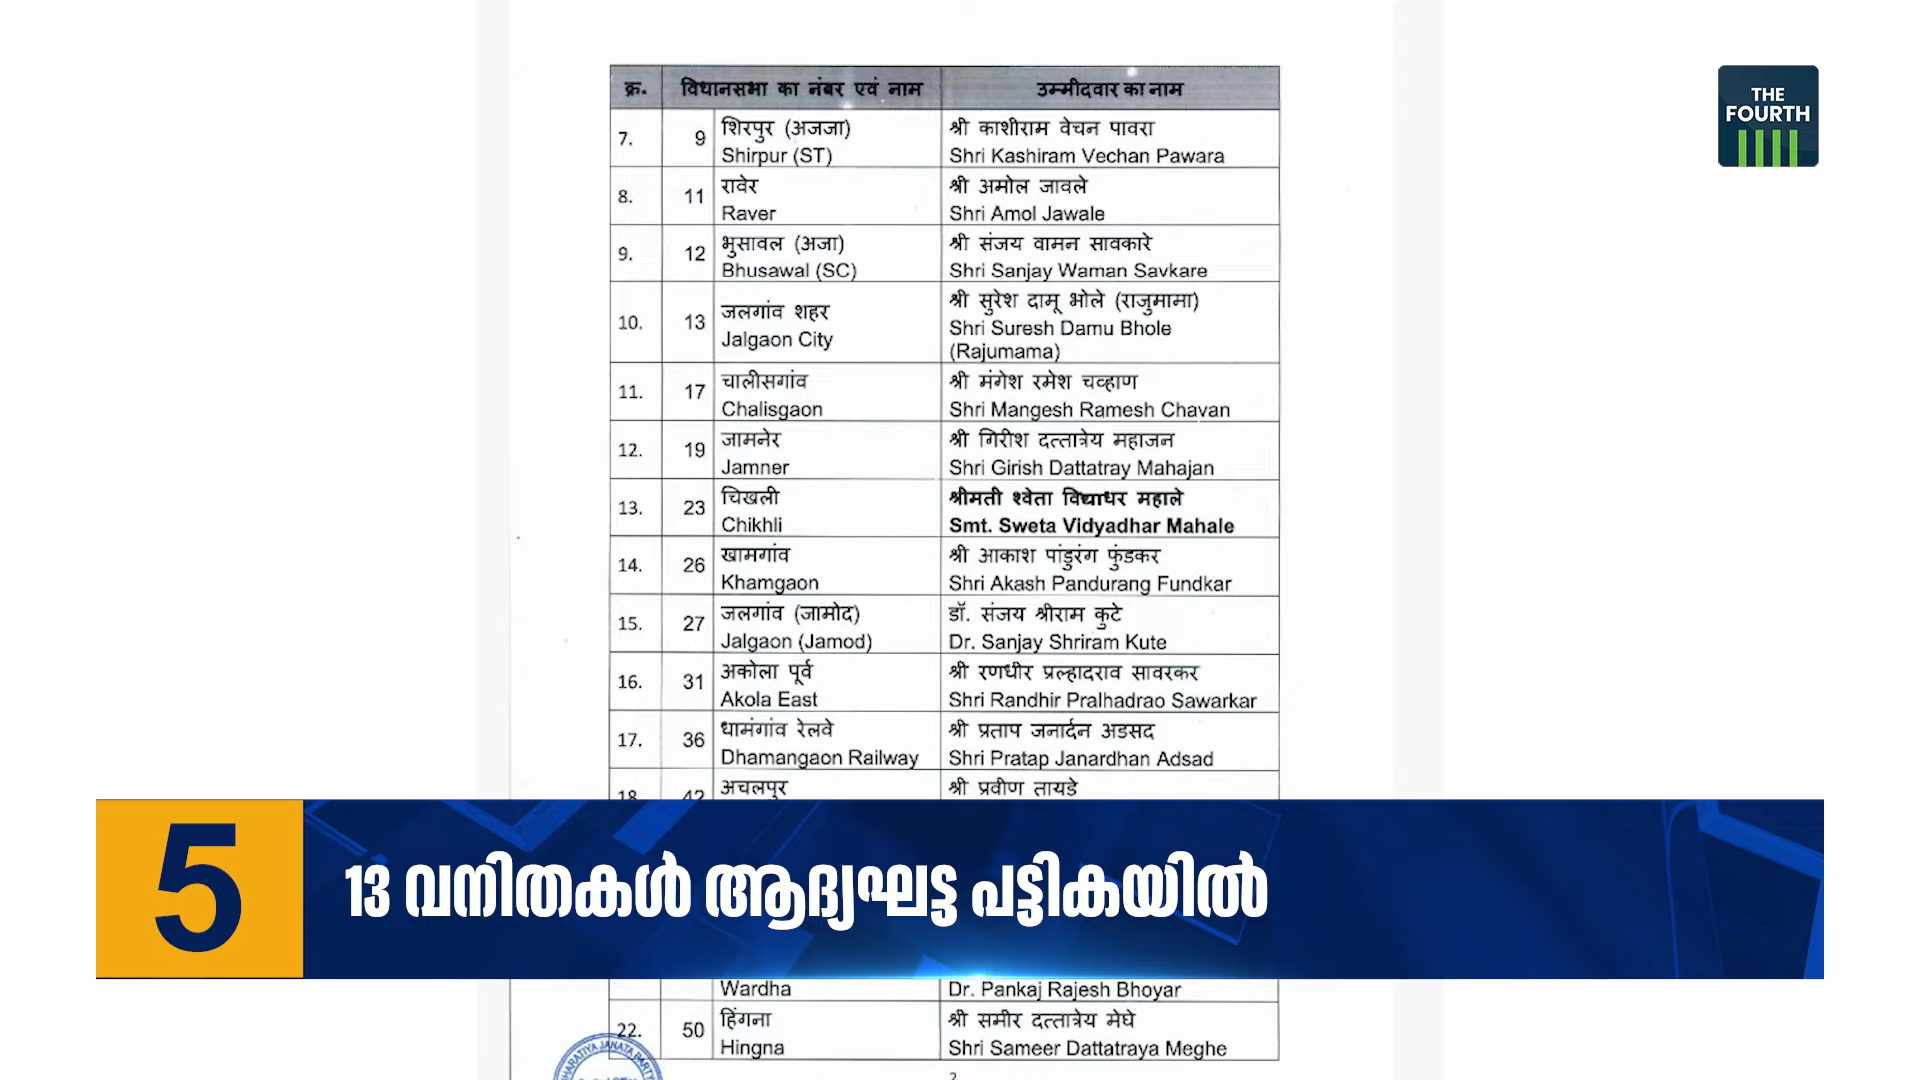 THE
FOURTH
क्र. विधानसभा का नंबर एवं नाम उम्मीदवार का नाम
7. 9 शिरपुर (अजजा) श्री काशीराम वेचन पावरा
Shirpur (ST) Shri Kashiram Vechan Pawara
8. 11 रावेर श्री अमोल जावले
Raver Shri Amol Jawale
9. 12 भुसावल (अजा) श्री संजय वामन सावकारे
Bhusawal (SC) Shri Sanjay Waman Savkare
10. 13 जलगांव शहर श्री सुरेश दामू भोले (राजुमामा)
Jalgaon City Shri Suresh Damu Bhole
(Rajumama)
11. 17 चालीसगांव श्री मंगेश रमेश चव्हाण
Chalisgaon Shri Mangesh Ramesh Chavan
12. 19 जामनेर श्री गिरीश दत्तात्रेय महाजन
Jamner Shri Girish Dattatray Mahajan
13. 23 चिखली श्रीमती श्वेता विद्याधर महाले
Chikhli Smt. Sweta Vidyadhar Mahale
14. 26 खामगांव श्री आकाश पांडुरंग फुंडकर
Khamgaon Shri Akash Pandurang Fundkar
15. 27 जलगांव (जामोद) डॉ. संजय श्रीराम कुटे
Jalgaon (Jamod) Dr. Sanjay Shriram Kute
16. 31 अकोला पूर्व श्री रणधीर प्रल्हादराव सावरकर
Akola East Shri Randhir Pralhadrao Sawarkar
17. 36 धामंगांव रेलवे श्री प्रताप जनार्दन अडसद
Dhamangaon Railway Shri Pratap Janardhan Adsad
18. 42 अचलपुर श्री प्रवीण तायडे
5
13 വനിതകൾ ആദ്യഘട്ട പട്ടികയിൽ
Wardha Dr. Pankaj Rajesh Bhoyar
22. 50 हिंगना श्री समीर दत्तात्रेय मेघे
Hingna Shri Sameer Dattatraya Meghe
BHARATIYA JANATA PARTY
2